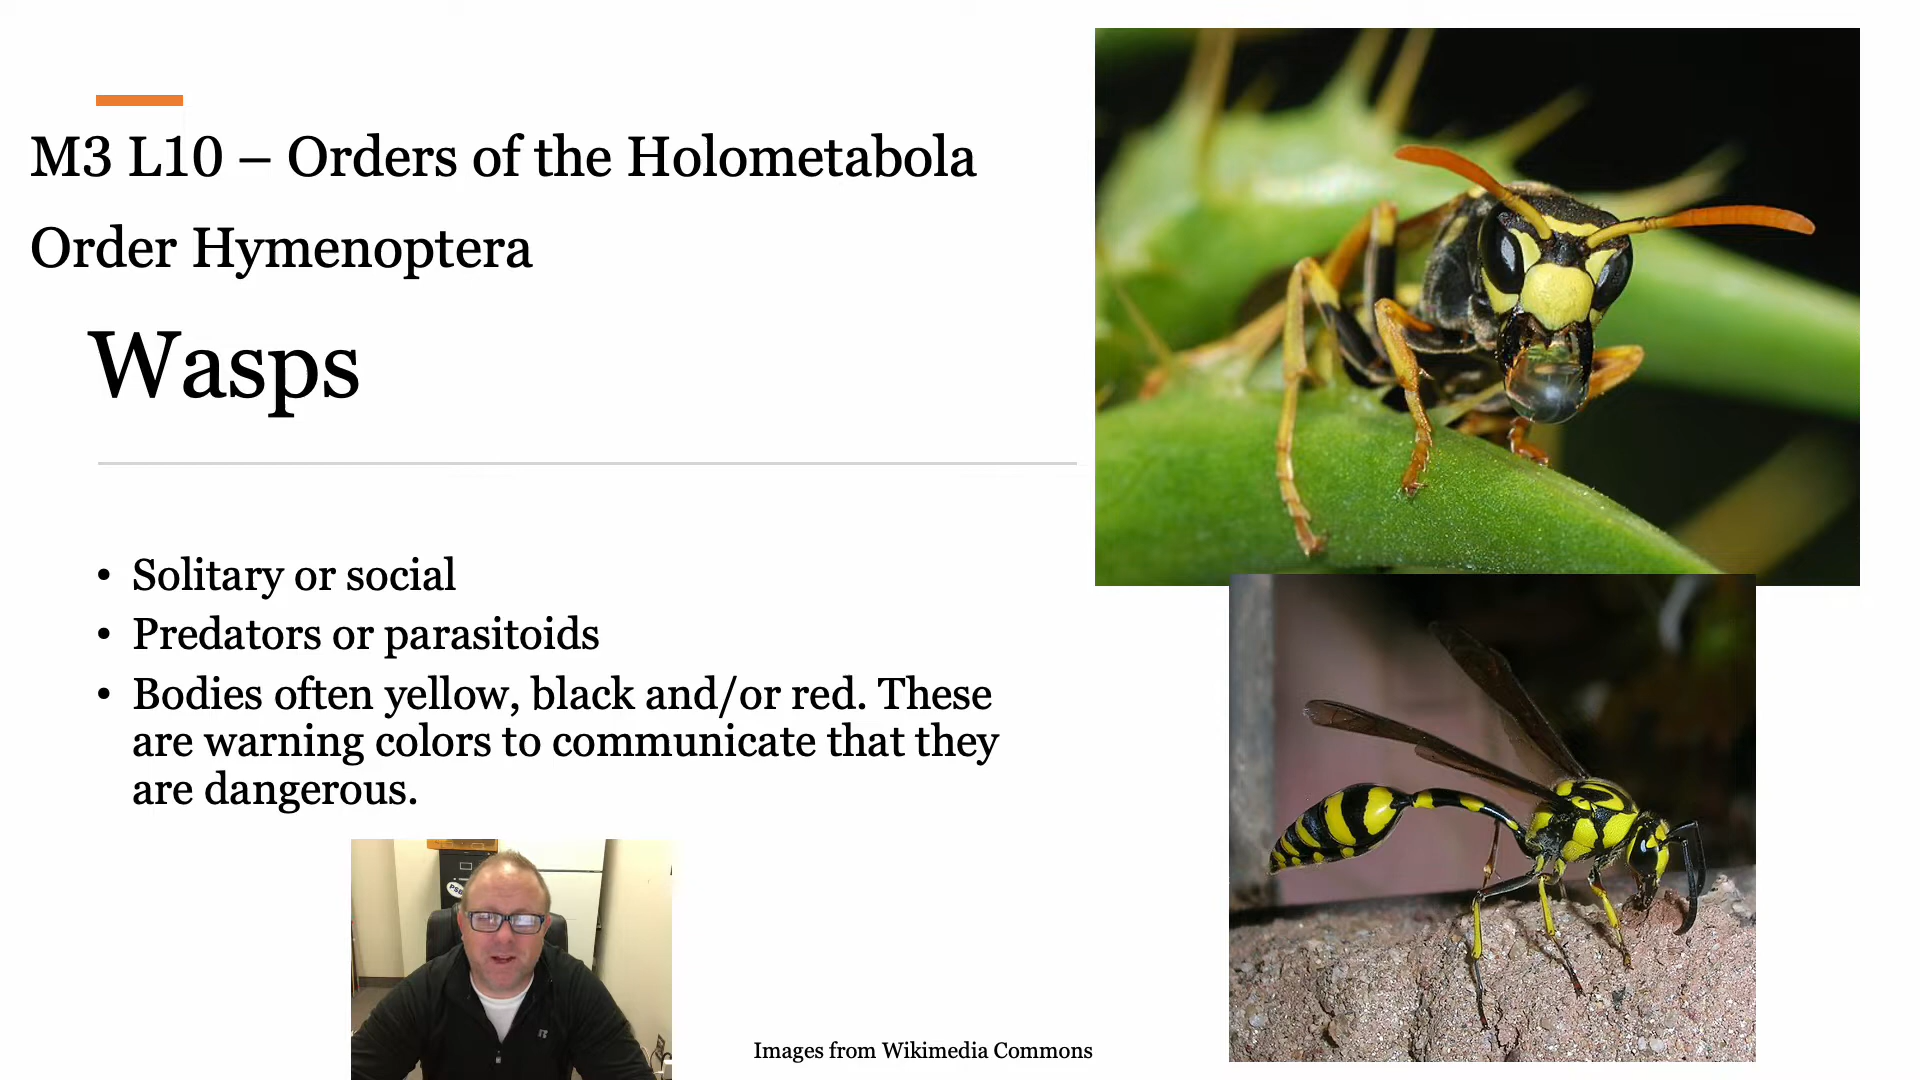 M3 L10 – Orders of the Holometabola
Order Hymenoptera
Wasps
• Solitary or social
• Predators or parasitoids
• Bodies often yellow, black and/or red. These
are warning colors to communicate that they
are dangerous.
PSE
Images from Wikimedia Commons